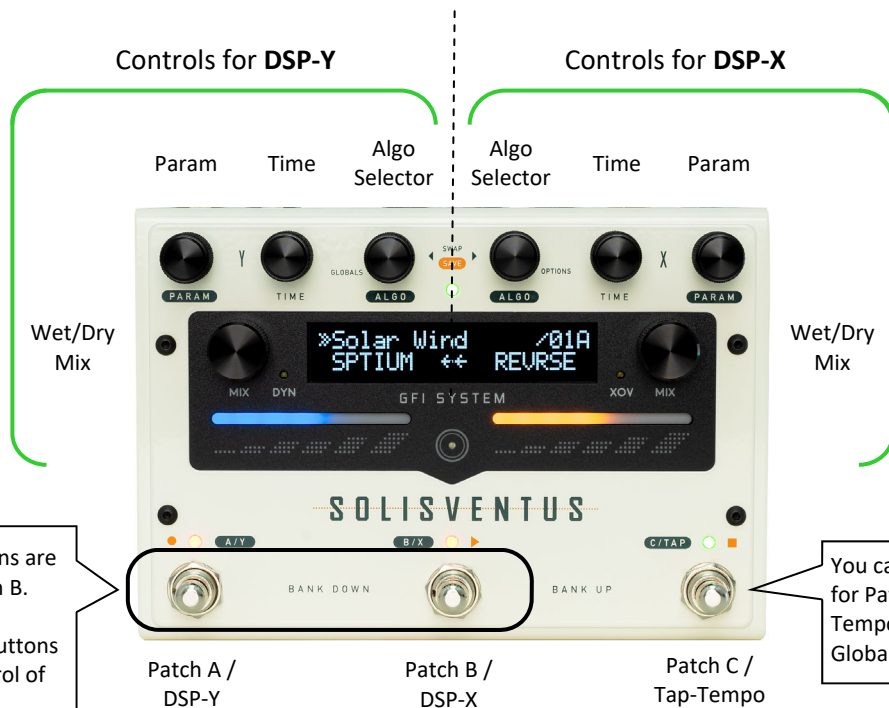 Controls for DSP-Y
Controls for DSP-X
Param
Time
Algo
Selector
Algo
Selector
Time
Param
Y
GLOBALS
SWAP
SAVE
OPTIONS
X
PARAM
TIME
ALGO
ALGO
TIME
PARAM
Wet/Dry
Mix
»Solar Wind /01A
SPTIUM ←← REVRSE
Wet/Dry
Mix
MIX
DYN
GFI SYSTEM
XOV
MIX
SOLISVENTUS
A/Y
B/X
C/TAP
BANK DOWN
BANK UP
ns are
n B.
uttons
rol of
You ca
for Pat
Tempo
Globa
Patch A /
DSP-Y
Patch B /
DSP-X
Patch C /
Tap-Tempo